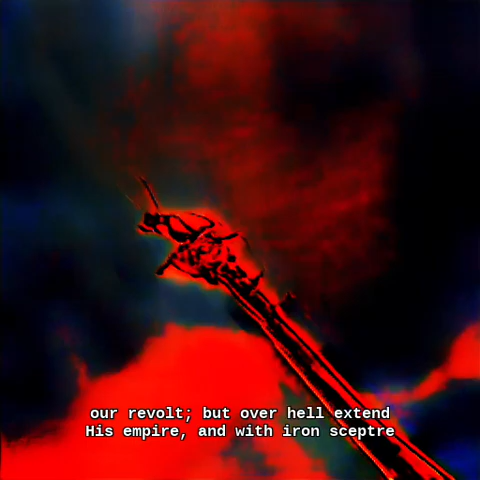 our revolt; but over hell extend
His empire, and with iron sceptre